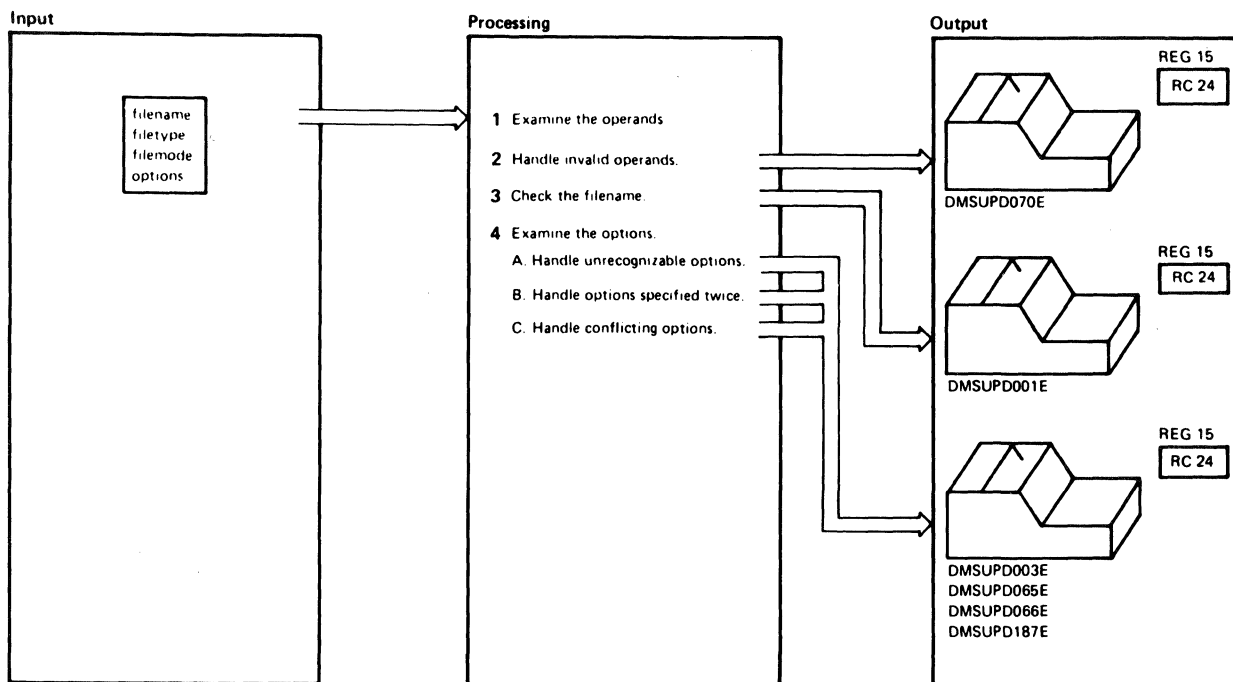 Input
filename
filetype
filemode
options
Processing
1 Examine the operands
2 Handle invalid operands.
3 Check the filename.
4 Examine the options.
A. Handle unrecognizable options.
B. Handle options specified twice.
C. Handle conflicting options.
Output
REG 15
RC 24
DMSUPD070E
REG 15
RC 24
DMSUPD001E
REG 15
RC 24
DMSUPD003E
DMSUPD065E
DMSUPD066E
DMSUPD187E